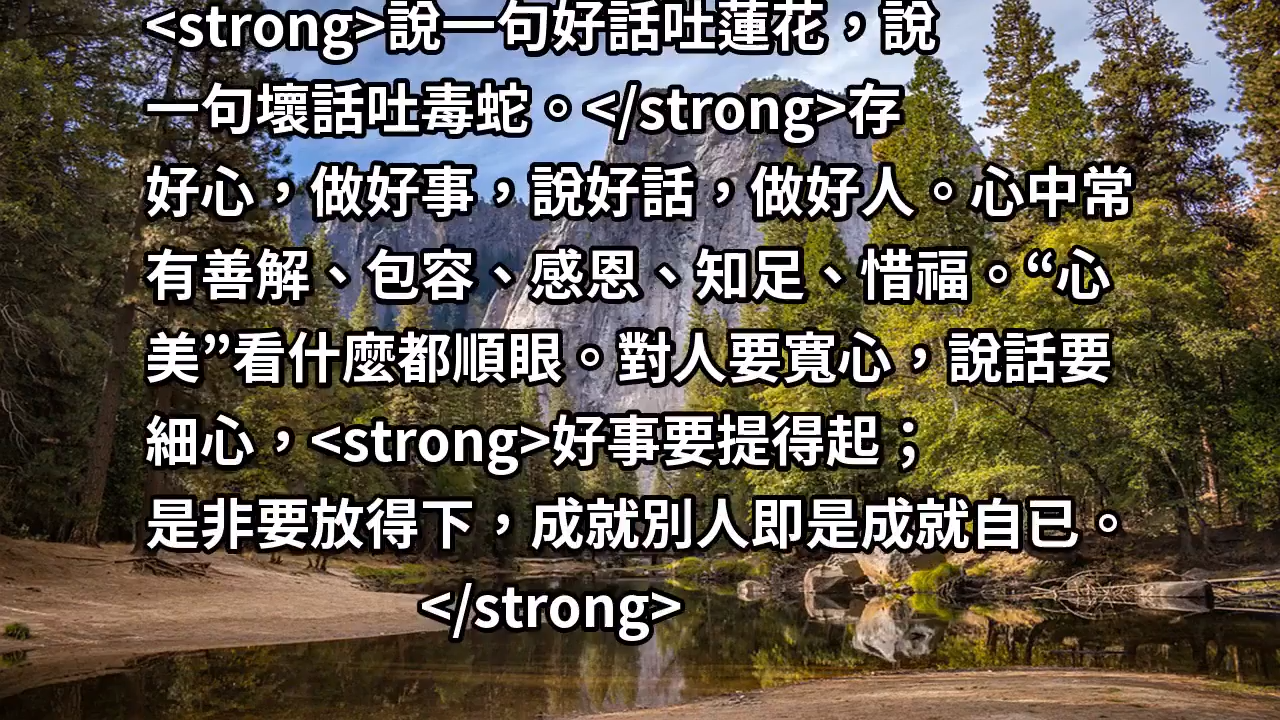 <strong>說一句好話吐蓮花，說
一句壞話吐毒蛇。</strong>存
好心，做好事，說好話，做好人。心中常
有善解、包容、感恩、知足、惜福。“心
美”看什麼都順眼。對人要寬心，說話要
細心，<strong>好事要提得起；
是非要放得下，成就別人即是成就自己。
</strong>